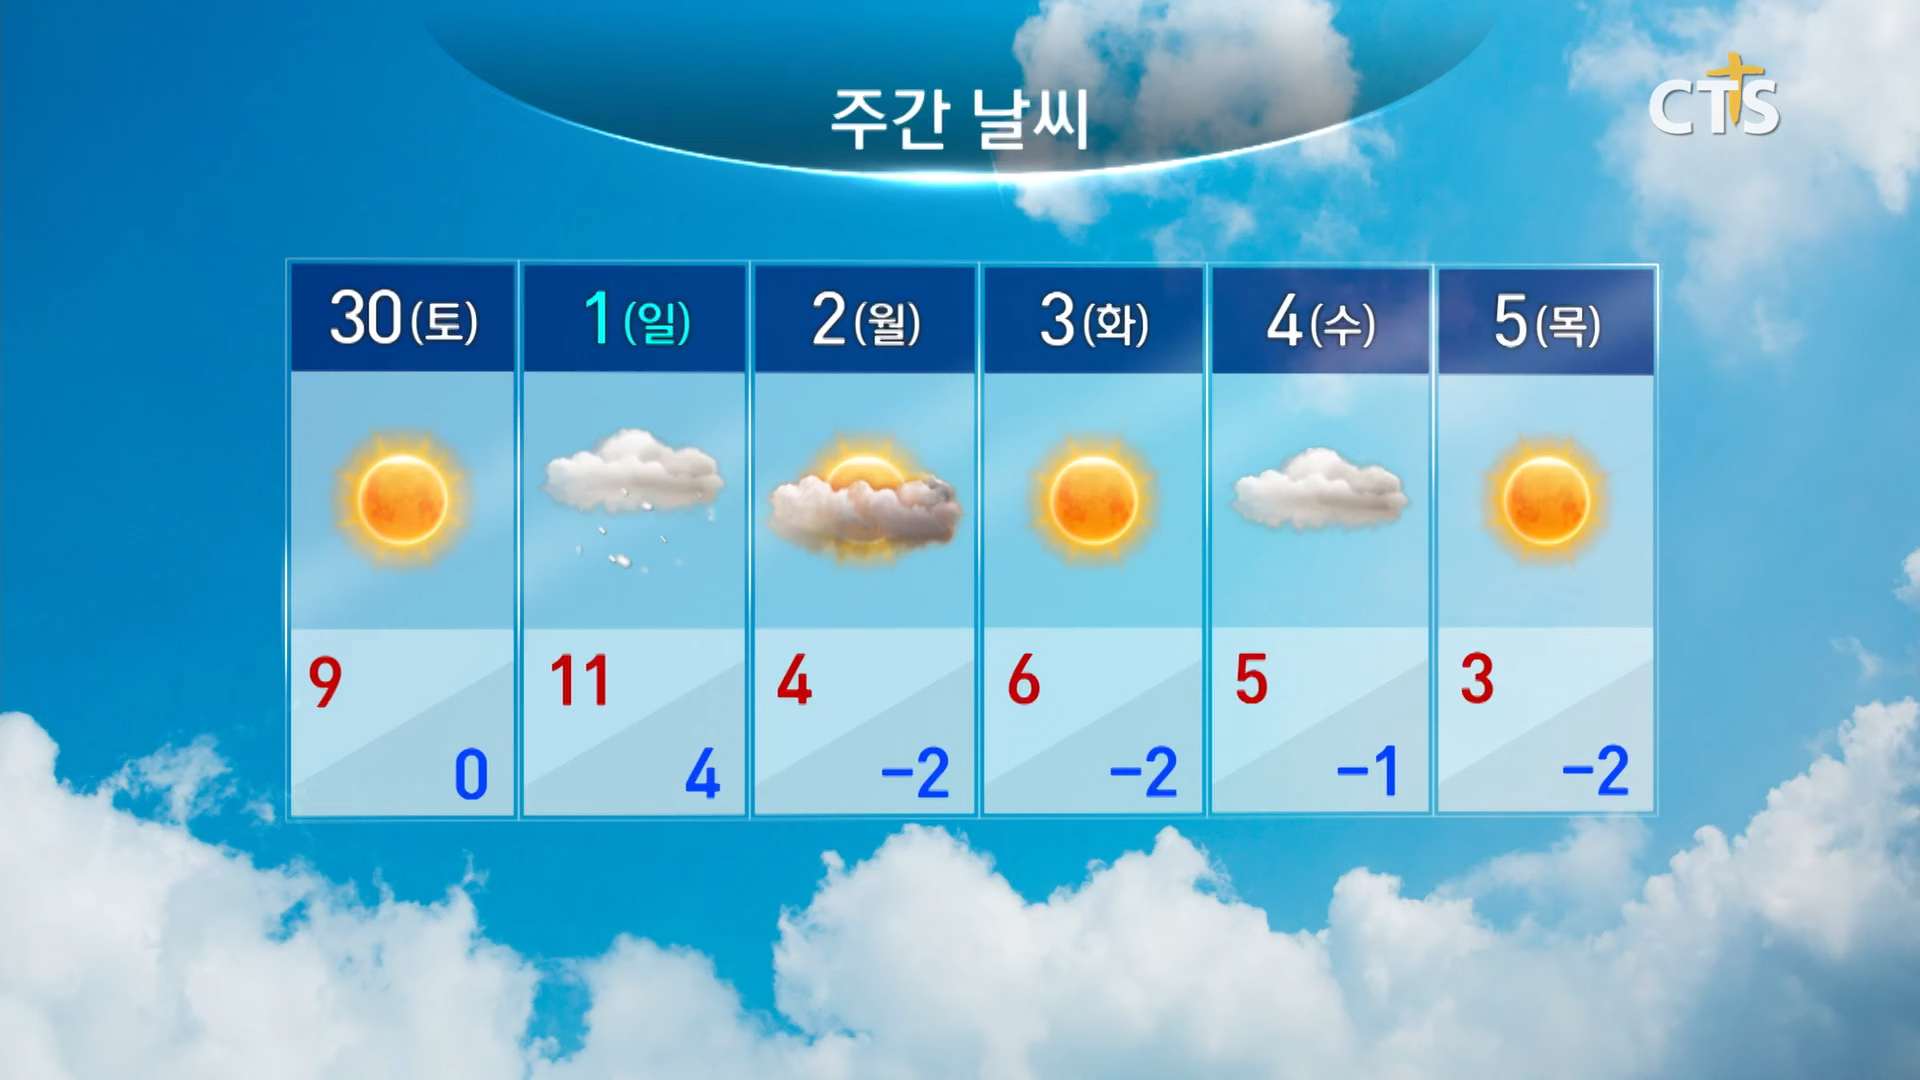 주간 날씨
CTS
30(토) 1(일) 2(월) 3(화) 4(수) 5(목)
9 11 4 6 5 3
0 4 -2 -2 -1 -2